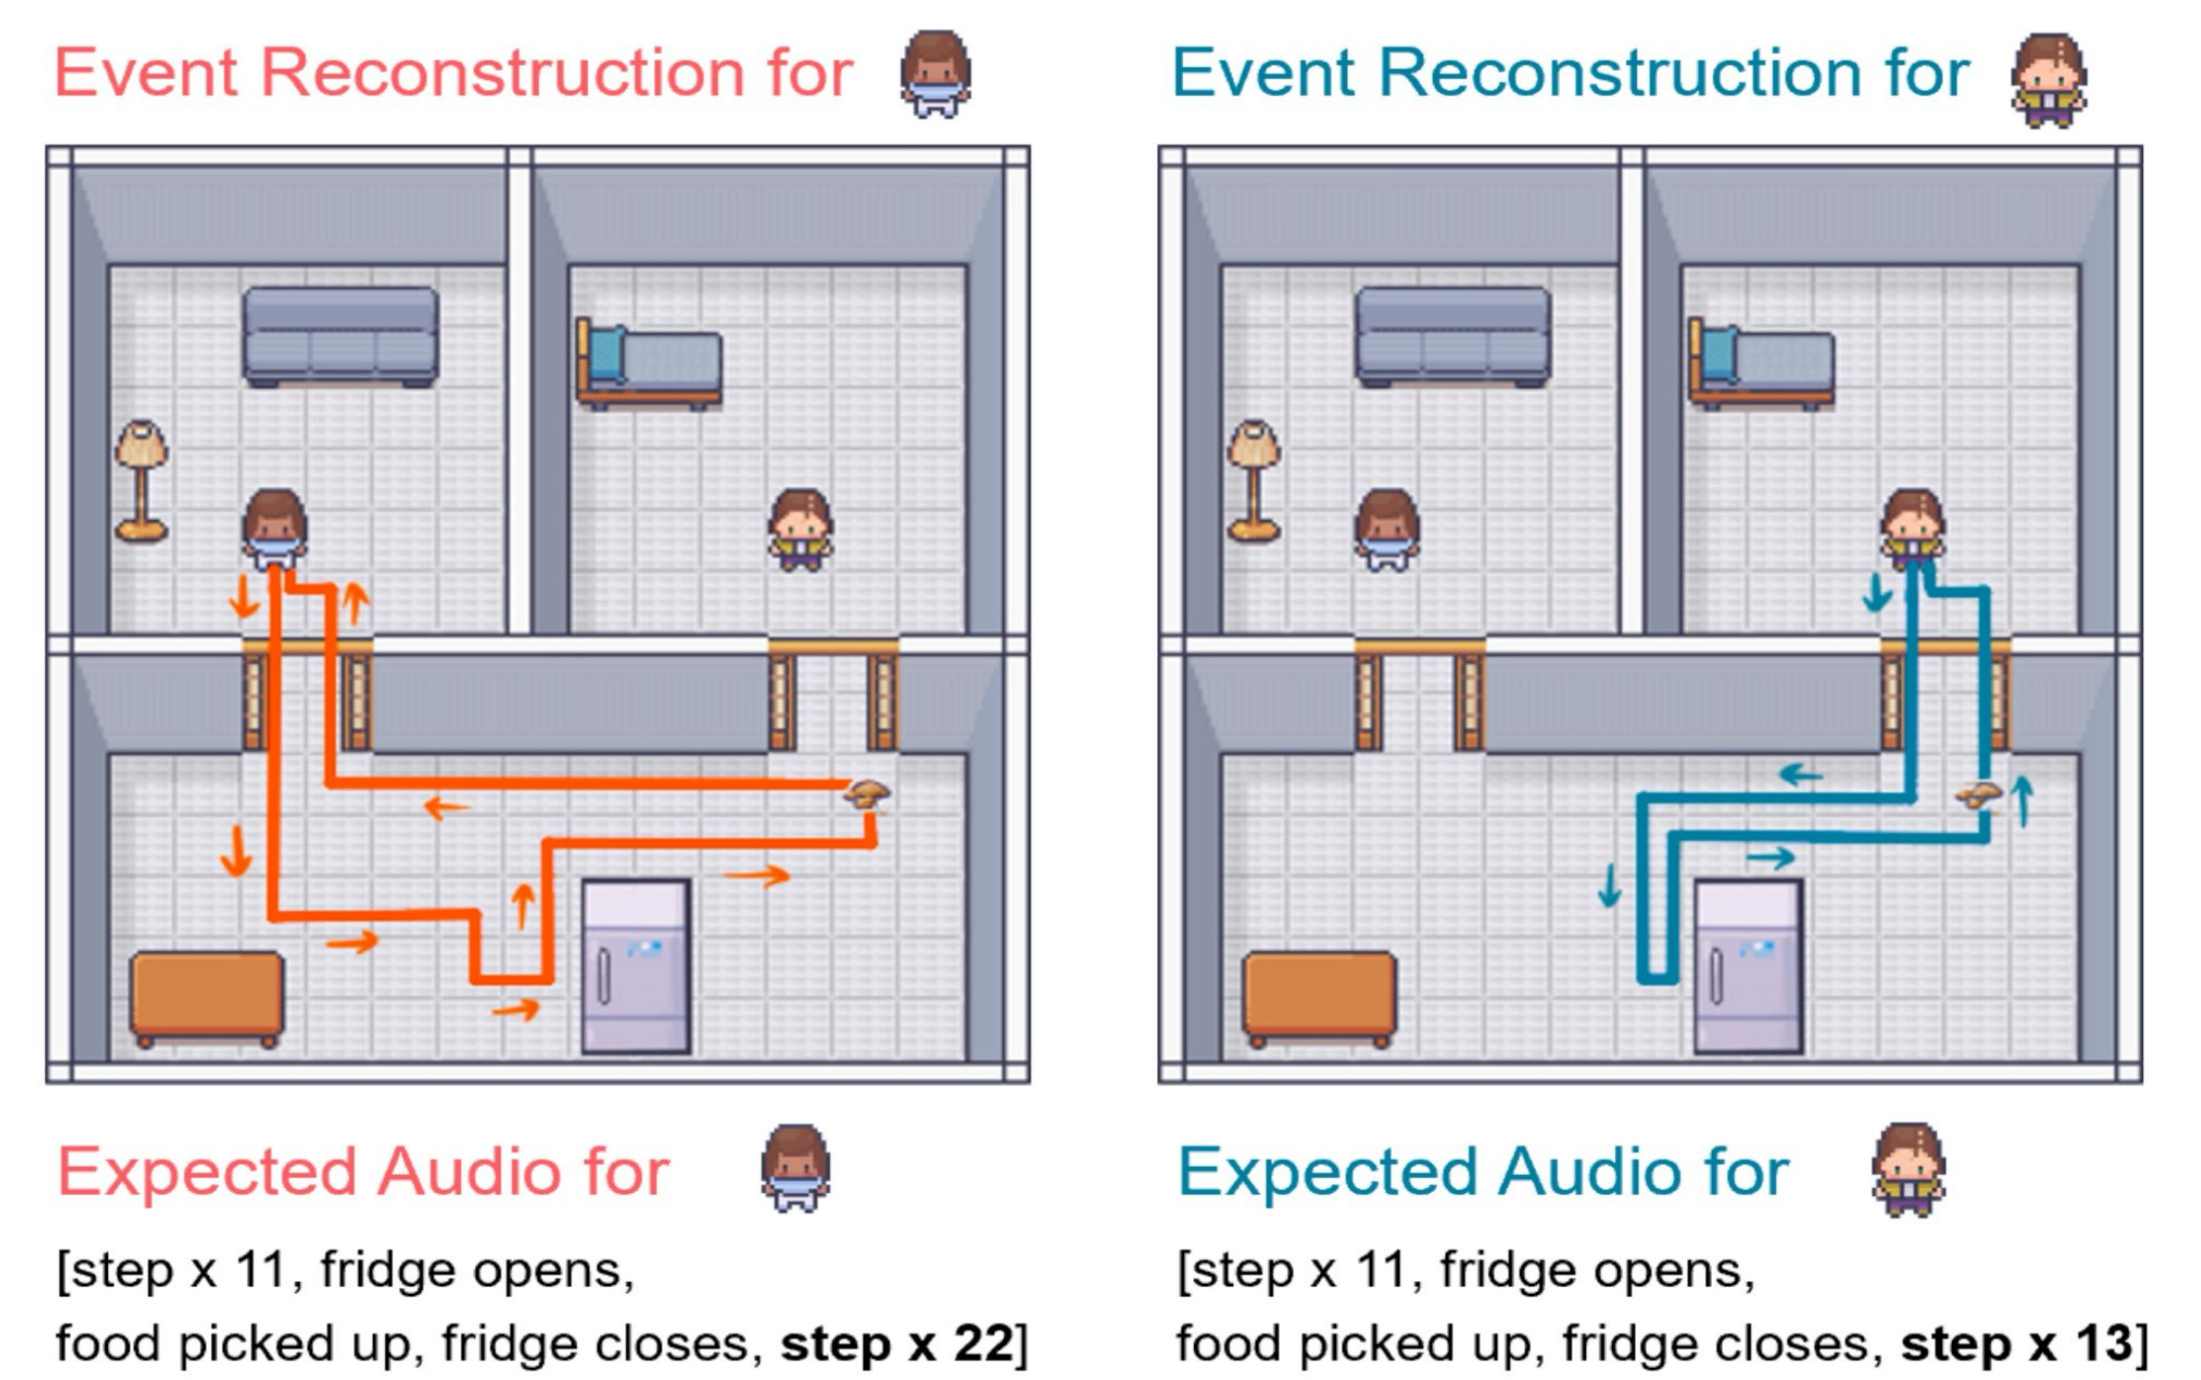 Event Reconstruction for
Event Reconstruction for
Expected Audio for
[step x 11, fridge opens,
food picked up, fridge closes, step x 22]
Expected Audio for
[step x 11, fridge opens,
food picked up, fridge closes, step x 13]